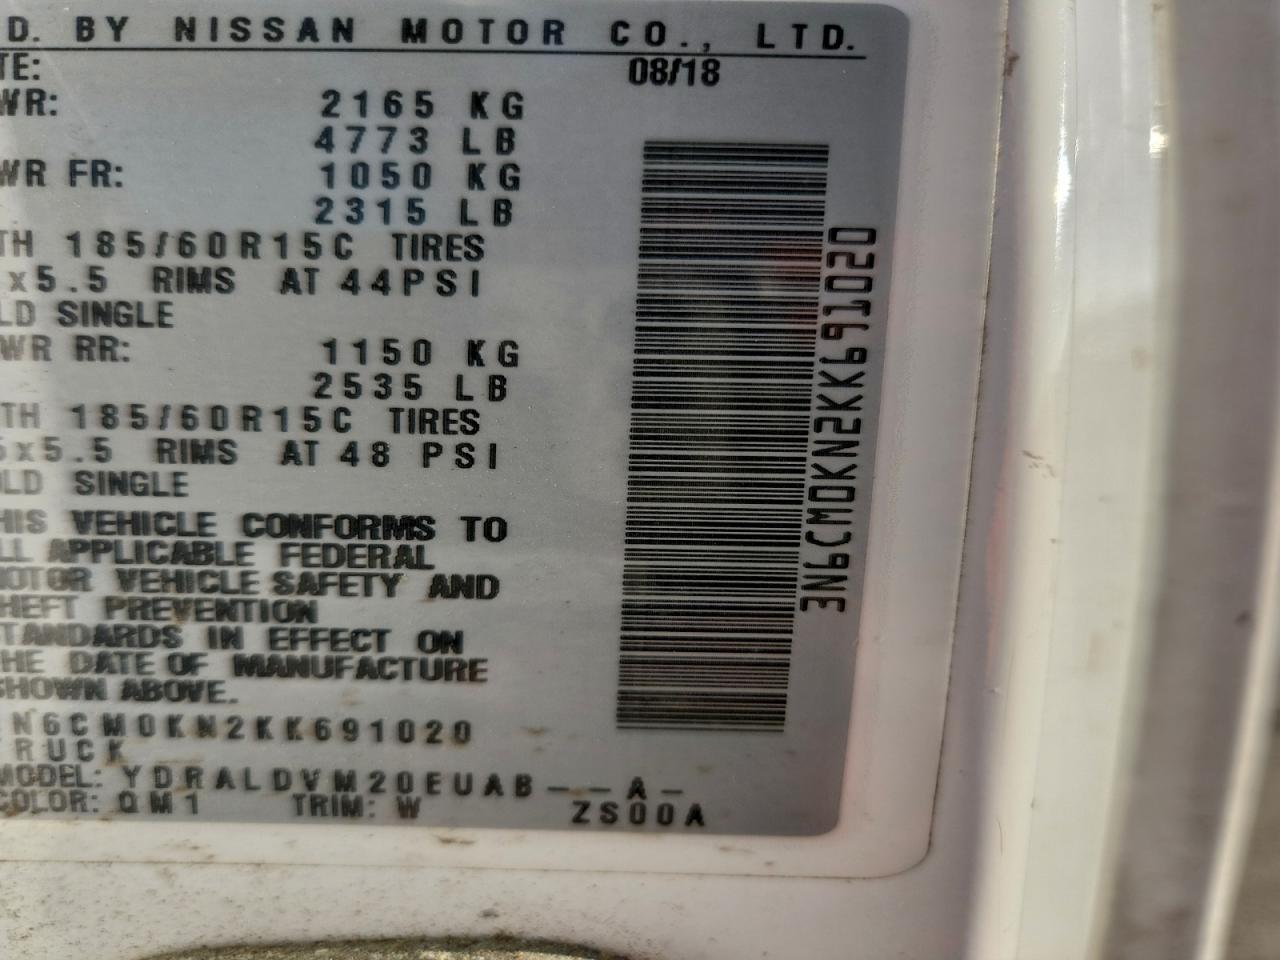 D. BY NISSAN MOTOR CO., LTD.
TE: 08/18
WR: 2165 KG
4773 LB
WR FR: 1050 KG
2315 LB
TH 185/60R15C TIRES
x5.5 RIMS AT 44PSI
LD SINGLE
WR RR: 1150 KG
2535 LB
TH 185/60R15C TIRES
5x5.5 RIMS AT 48 PSI
LD SINGLE
HIS VEHICLE CONFORMS TO
LL APPLICABLE FEDERAL
MOTOR VEHICLE SAFETY AND
HEFT PREVENTION
STANDARDS IN EFFECT ON
HE DATE OF MANUFACTURE
SHOWN ABOVE.
N6CM0KN2KK691020
RUCK
MODEL: YDRALDVM20EUAB--A-
COLOR: QM1 TRIM: W ZS00A
3N6CM0KN2KK691020